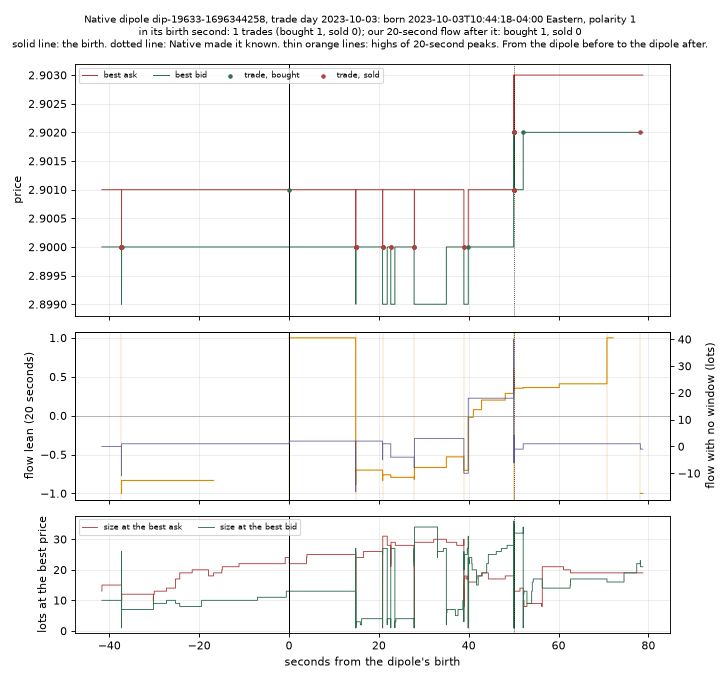 Native dipole dip-19633-1696344258, trade day 2023-10-03: born 2023-10-03T10:44:18-04:00 Eastern, polarity 1
in its birth second: 1 trades (bought 1, sold 0); our 20-second flow after it: bought 1, sold 0
solid line: the birth. dotted line: Native made it known. thin orange lines: highs of 20-second peaks. From the dipole before to the dipole after.
best ask
best bid
trade, bought
trade, sold
2.9030
2.9025
2.9020
2.9015
2.9010
2.9005
2.9000
2.8995
2.8990
price
1.0
0.5
0.0
−0.5
−1.0
flow lean (20 seconds)
40
30
20
10
0
−10
flow with no window (lots)
size at the best ask
size at the best bid
30
20
10
0
lots at the best price
−40
−20
0
20
40
60
80
seconds from the dipole's birth